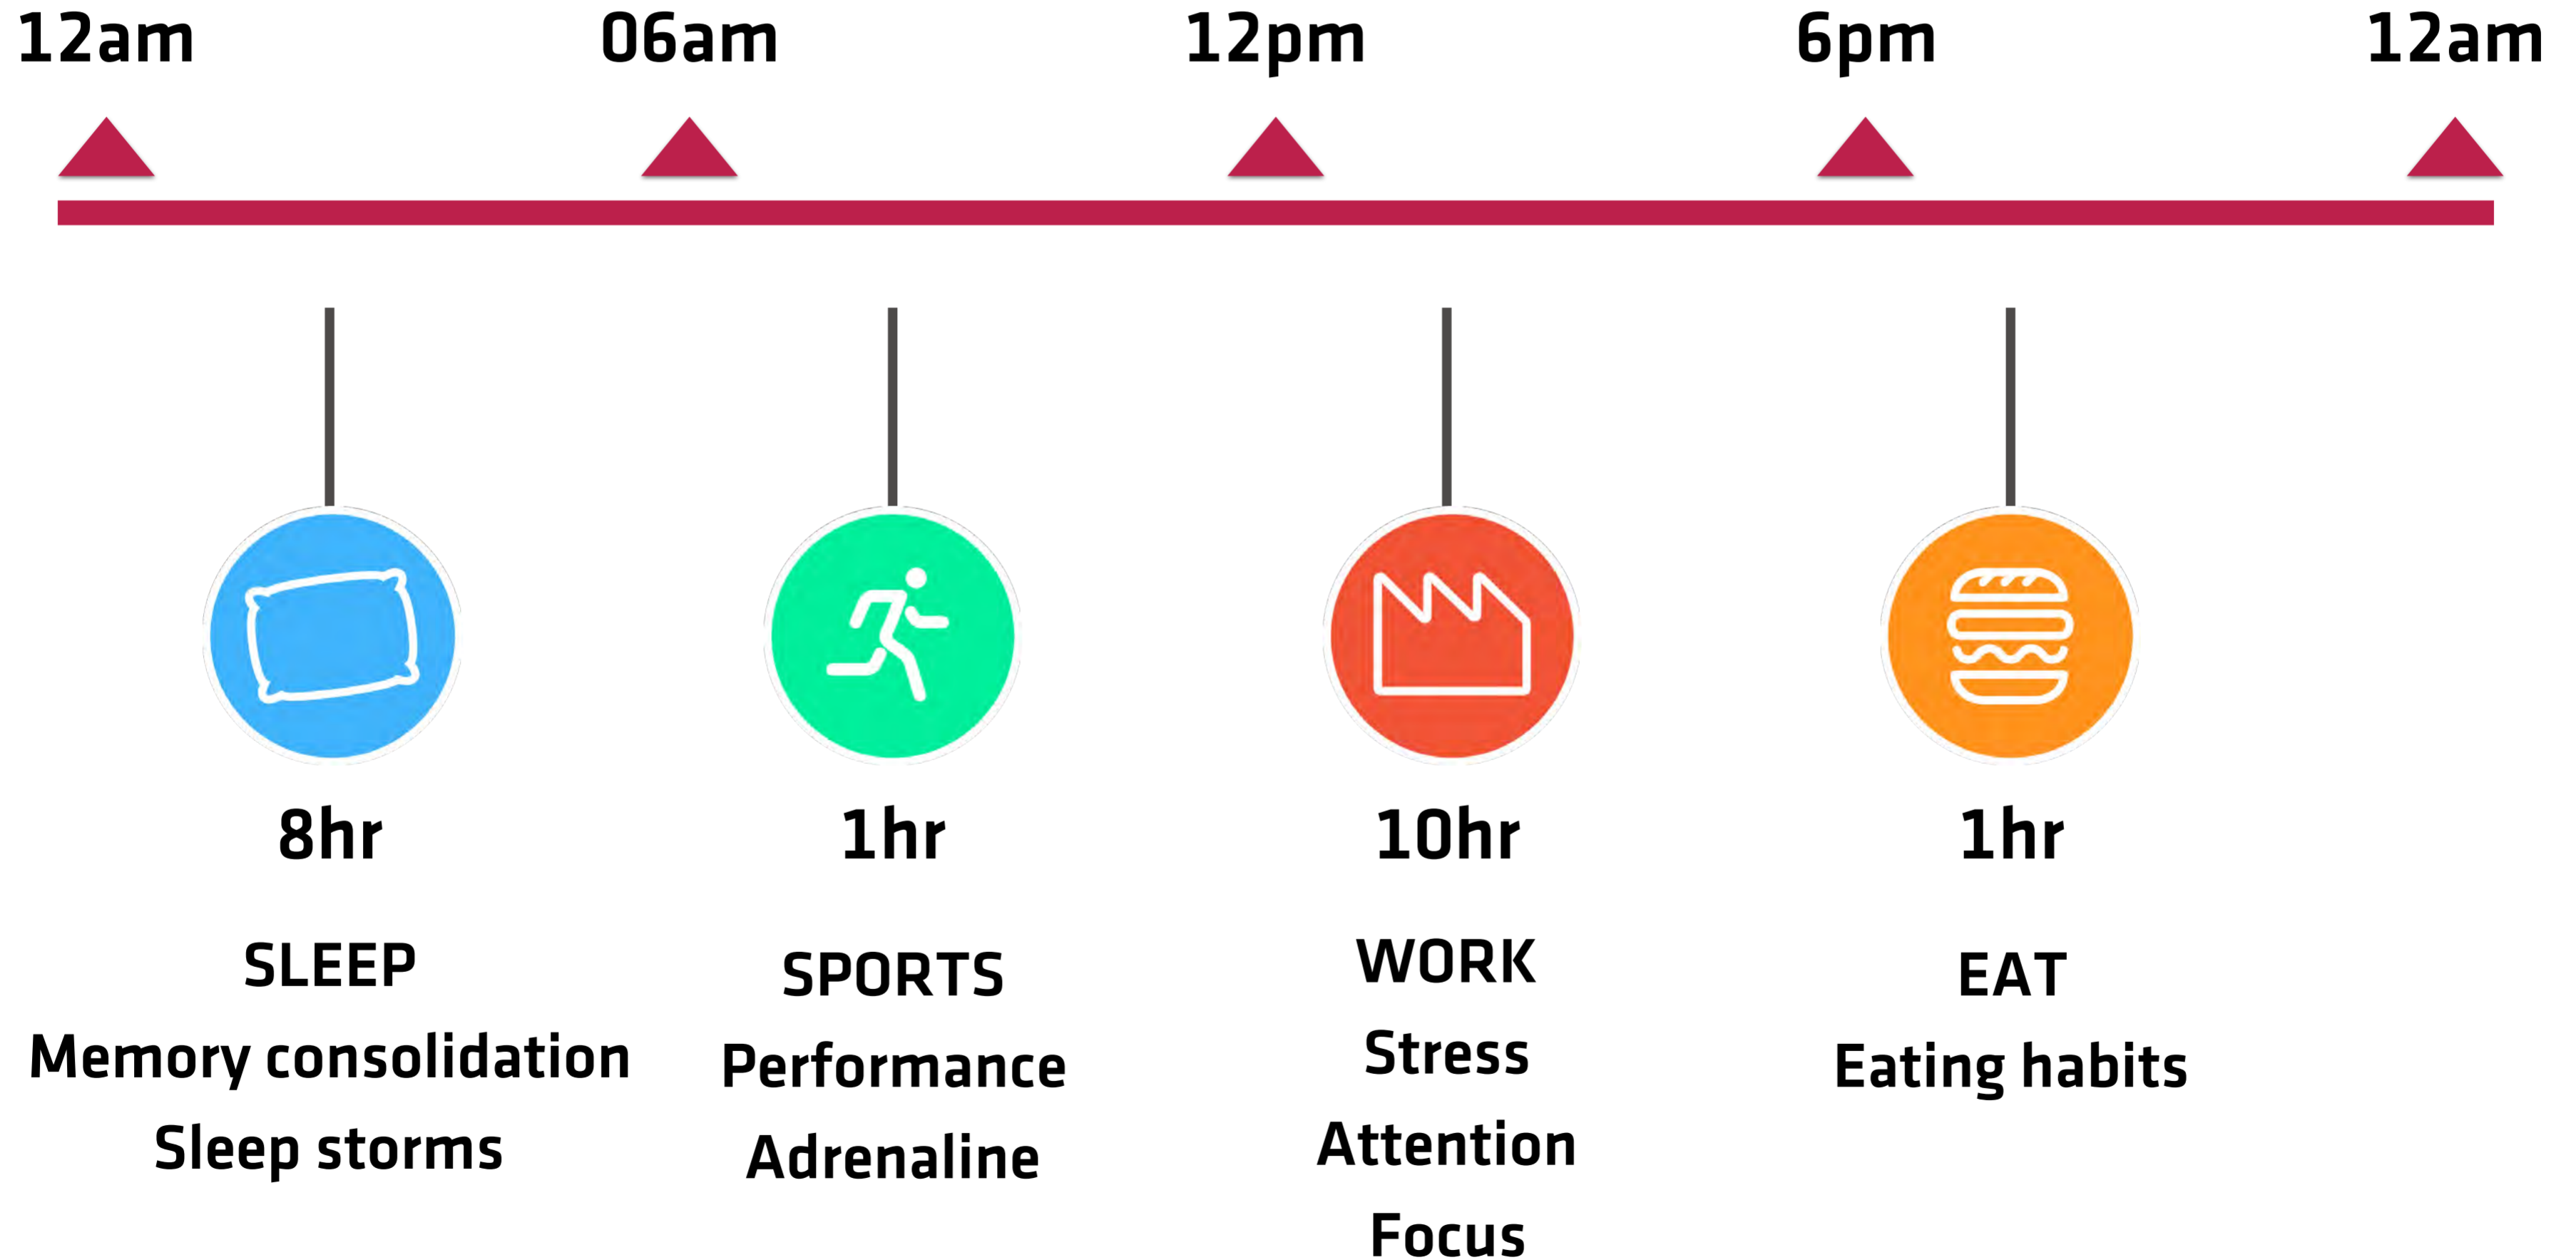 12am 06am 12pm 6pm 12am
8hr 1hr 10hr 1hr
SLEEP
Memory consolidation
Sleep storms
SPORTS
Performance
Adrenaline
WORK
Stress
Attention
Focus
EAT
Eating habits